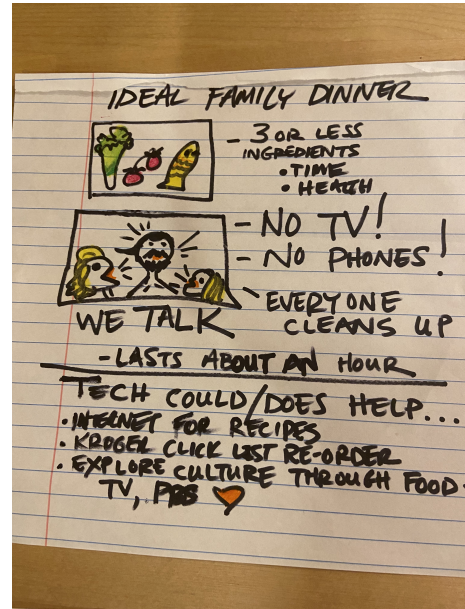 IDEAL FAMILY DINNER
- 3 OR LESS
INGREDIENTS
• TIME
• HEALTH
- NO TV!
- NO PHONES!
- EVERYONE
CLEANS UP
WE TALK
- LASTS ABOUT AN HOUR
TECH COULD/DOES HELP...
• INTERNET FOR RECIPES
• KROGER CLICK LIST RE-ORDER
• EXPLORE CULTURE THROUGH FOOD
TV, PBS